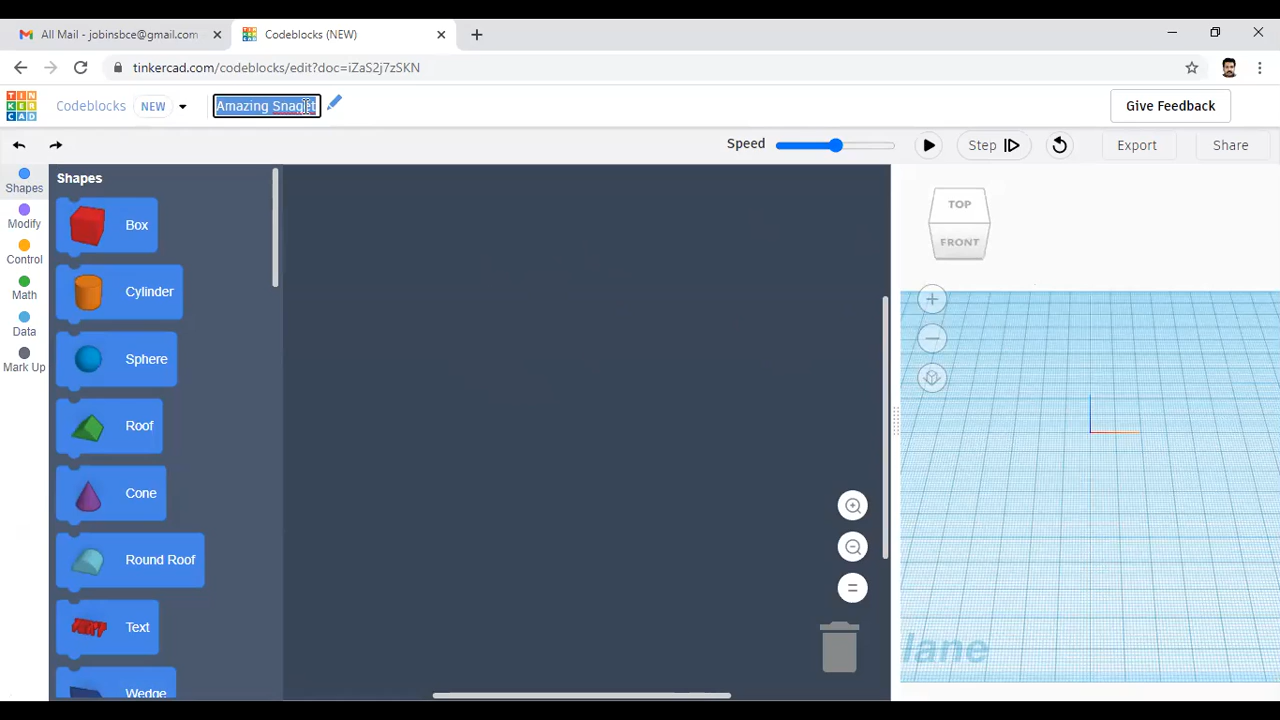 All Mail - jobinsbce@gmail.com
Codeblocks (NEW)
tinkercad.com/codeblocks/edit?doc=iZaS2j7zSKN
TIN
KER
CAD
Codeblocks NEW
Amazing Snaget
Give Feedback
Speed
Step
Export
Share
Shapes
Modify
Control
Math
Data
Mark Up
Shapes
Box
Cylinder
Sphere
Roof
Cone
Round Roof
Text
Wedge
TOP
FRONT
lane